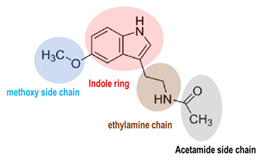 H
N
H₃C
O
Indole ring
methoxy side chain
HN
O
ethylamine chain
CH₃
Acetamide side chain